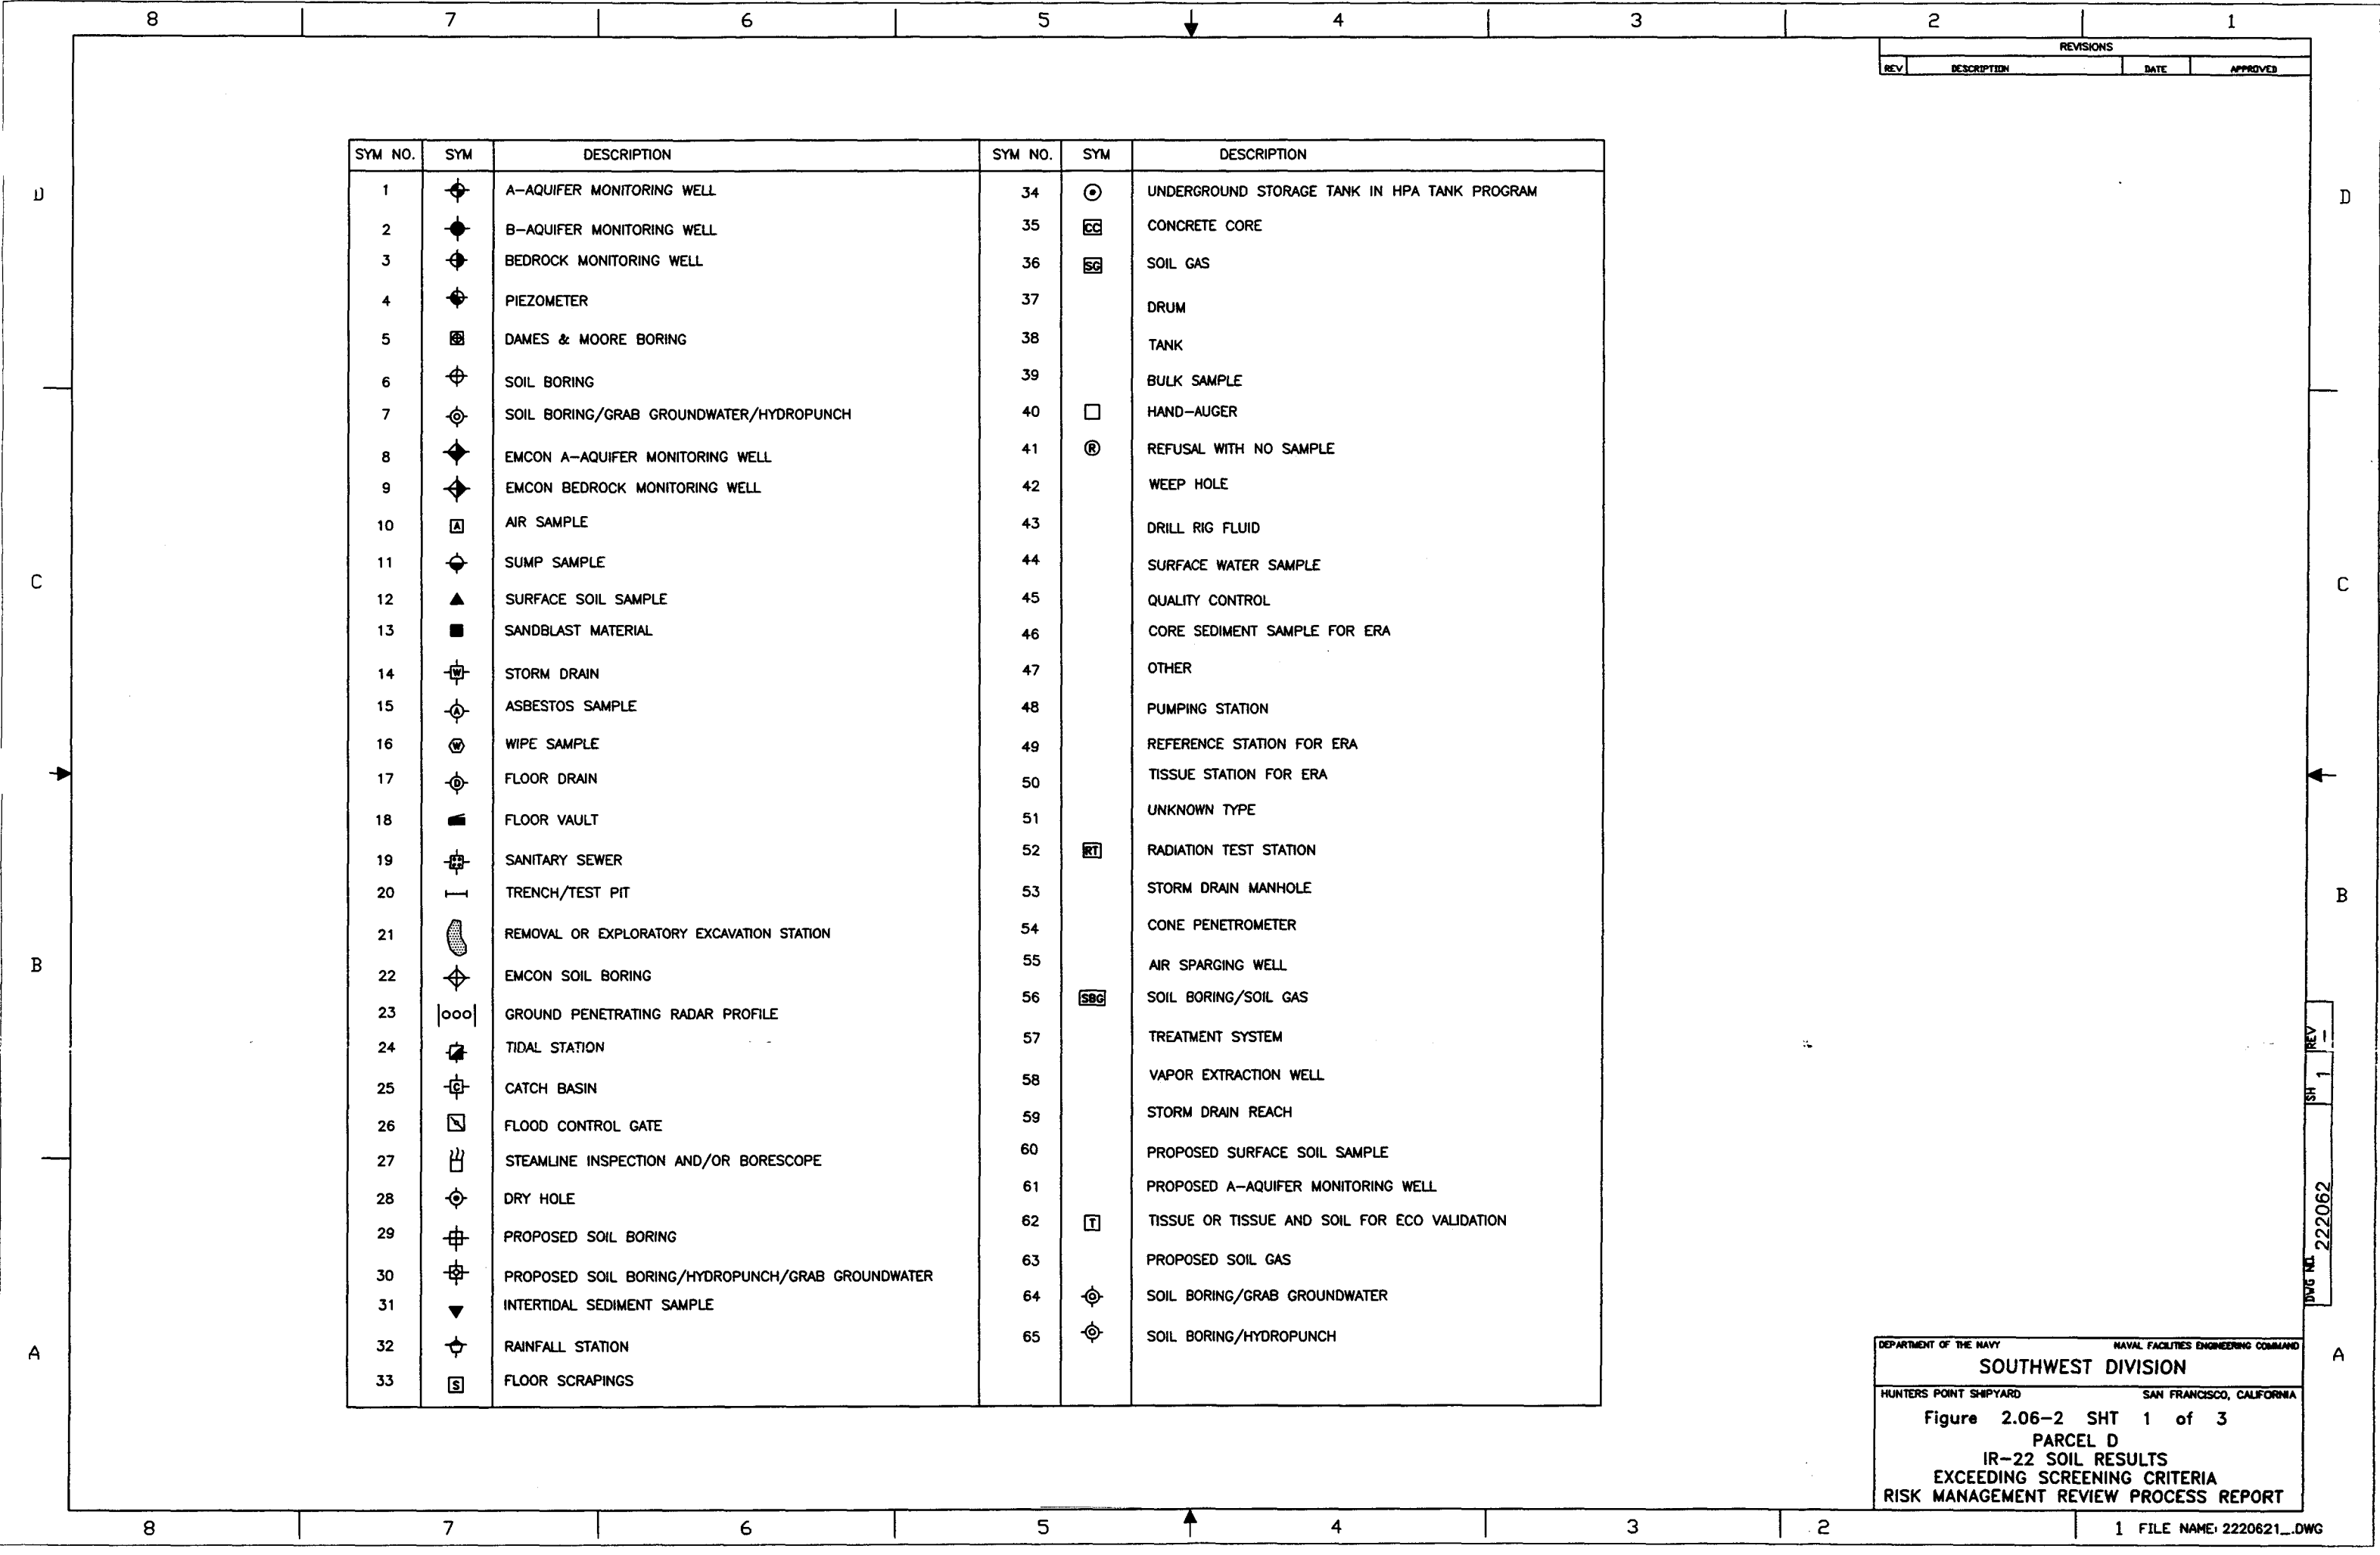 8 7 6 5 4 3 2 1
REVISIONS
REV DESCRIPTION DATE APPROVED
SYM NO. SYM DESCRIPTION SYM NO. SYM DESCRIPTION
1 A-AQUIFER MONITORING WELL 34 UNDERGROUND STORAGE TANK IN HPA TANK PROGRAM
D D
2 B-AQUIFER MONITORING WELL 35 CC CONCRETE CORE
3 BEDROCK MONITORING WELL 36 SG SOIL GAS
4 PIEZOMETER 37 DRUM
5 DAMES & MOORE BORING 38 TANK
6 SOIL BORING 39 BULK SAMPLE
7 SOIL BORING/GRAB GROUNDWATER/HYDROPUNCH 40 HAND-AUGER
8 EMCON A-AQUIFER MONITORING WELL 41 R REFUSAL WITH NO SAMPLE
9 EMCON BEDROCK MONITORING WELL 42 WEEP HOLE
10 A AIR SAMPLE 43 DRILL RIG FLUID
11 SUMP SAMPLE 44 SURFACE WATER SAMPLE
C C
12 SURFACE SOIL SAMPLE 45 QUALITY CONTROL
13 SANDBLAST MATERIAL 46 CORE SEDIMENT SAMPLE FOR ERA
14 W STORM DRAIN 47 OTHER
15 A ASBESTOS SAMPLE 48 PUMPING STATION
16 W WIPE SAMPLE 49 REFERENCE STATION FOR ERA
17 D FLOOR DRAIN 50 TISSUE STATION FOR ERA
18 FLOOR VAULT 51 UNKNOWN TYPE
19 SANITARY SEWER 52 RT RADIATION TEST STATION
20 TRENCH/TEST PIT 53 STORM DRAIN MANHOLE
B
21 REMOVAL OR EXPLORATORY EXCAVATION STATION 54 CONE PENETROMETER
B
22 EMCON SOIL BORING 55 AIR SPARGING WELL
23 GROUND PENETRATING RADAR PROFILE 56 SBG SOIL BORING/SOIL GAS
24 TIDAL STATION 57 TREATMENT SYSTEM
25 C CATCH BASIN 58 VAPOR EXTRACTION WELL
26 FLOOD CONTROL GATE 59 STORM DRAIN REACH
27 STEAMLINE INSPECTION AND/OR BORESCOPE 60 PROPOSED SURFACE SOIL SAMPLE
28 DRY HOLE 61 PROPOSED A-AQUIFER MONITORING WELL
29 PROPOSED SOIL BORING 62 T TISSUE OR TISSUE AND SOIL FOR ECO VALIDATION
30 PROPOSED SOIL BORING/HYDROPUNCH/GRAB GROUNDWATER 63 PROPOSED SOIL GAS
31 INTERTIDAL SEDIMENT SAMPLE 64 SOIL BORING/GRAB GROUNDWATER
32 RAINFALL STATION 65 SOIL BORING/HYDROPUNCH
33 S FLOOR SCRAPINGS
A A
REV -
SH 1
DWG NO. 222062
DEPARTMENT OF THE NAVY NAVAL FACILITIES ENGINEERING COMMAND
SOUTHWEST DIVISION
HUNTERS POINT SHIPYARD SAN FRANCISCO, CALIFORNIA
Figure 2.06-2 SHT 1 of 3
PARCEL D
IR-22 SOIL RESULTS
EXCEEDING SCREENING CRITERIA
RISK MANAGEMENT REVIEW PROCESS REPORT
8 7 6 5 4 3 2 1 FILE NAME: 2220621_.DWG